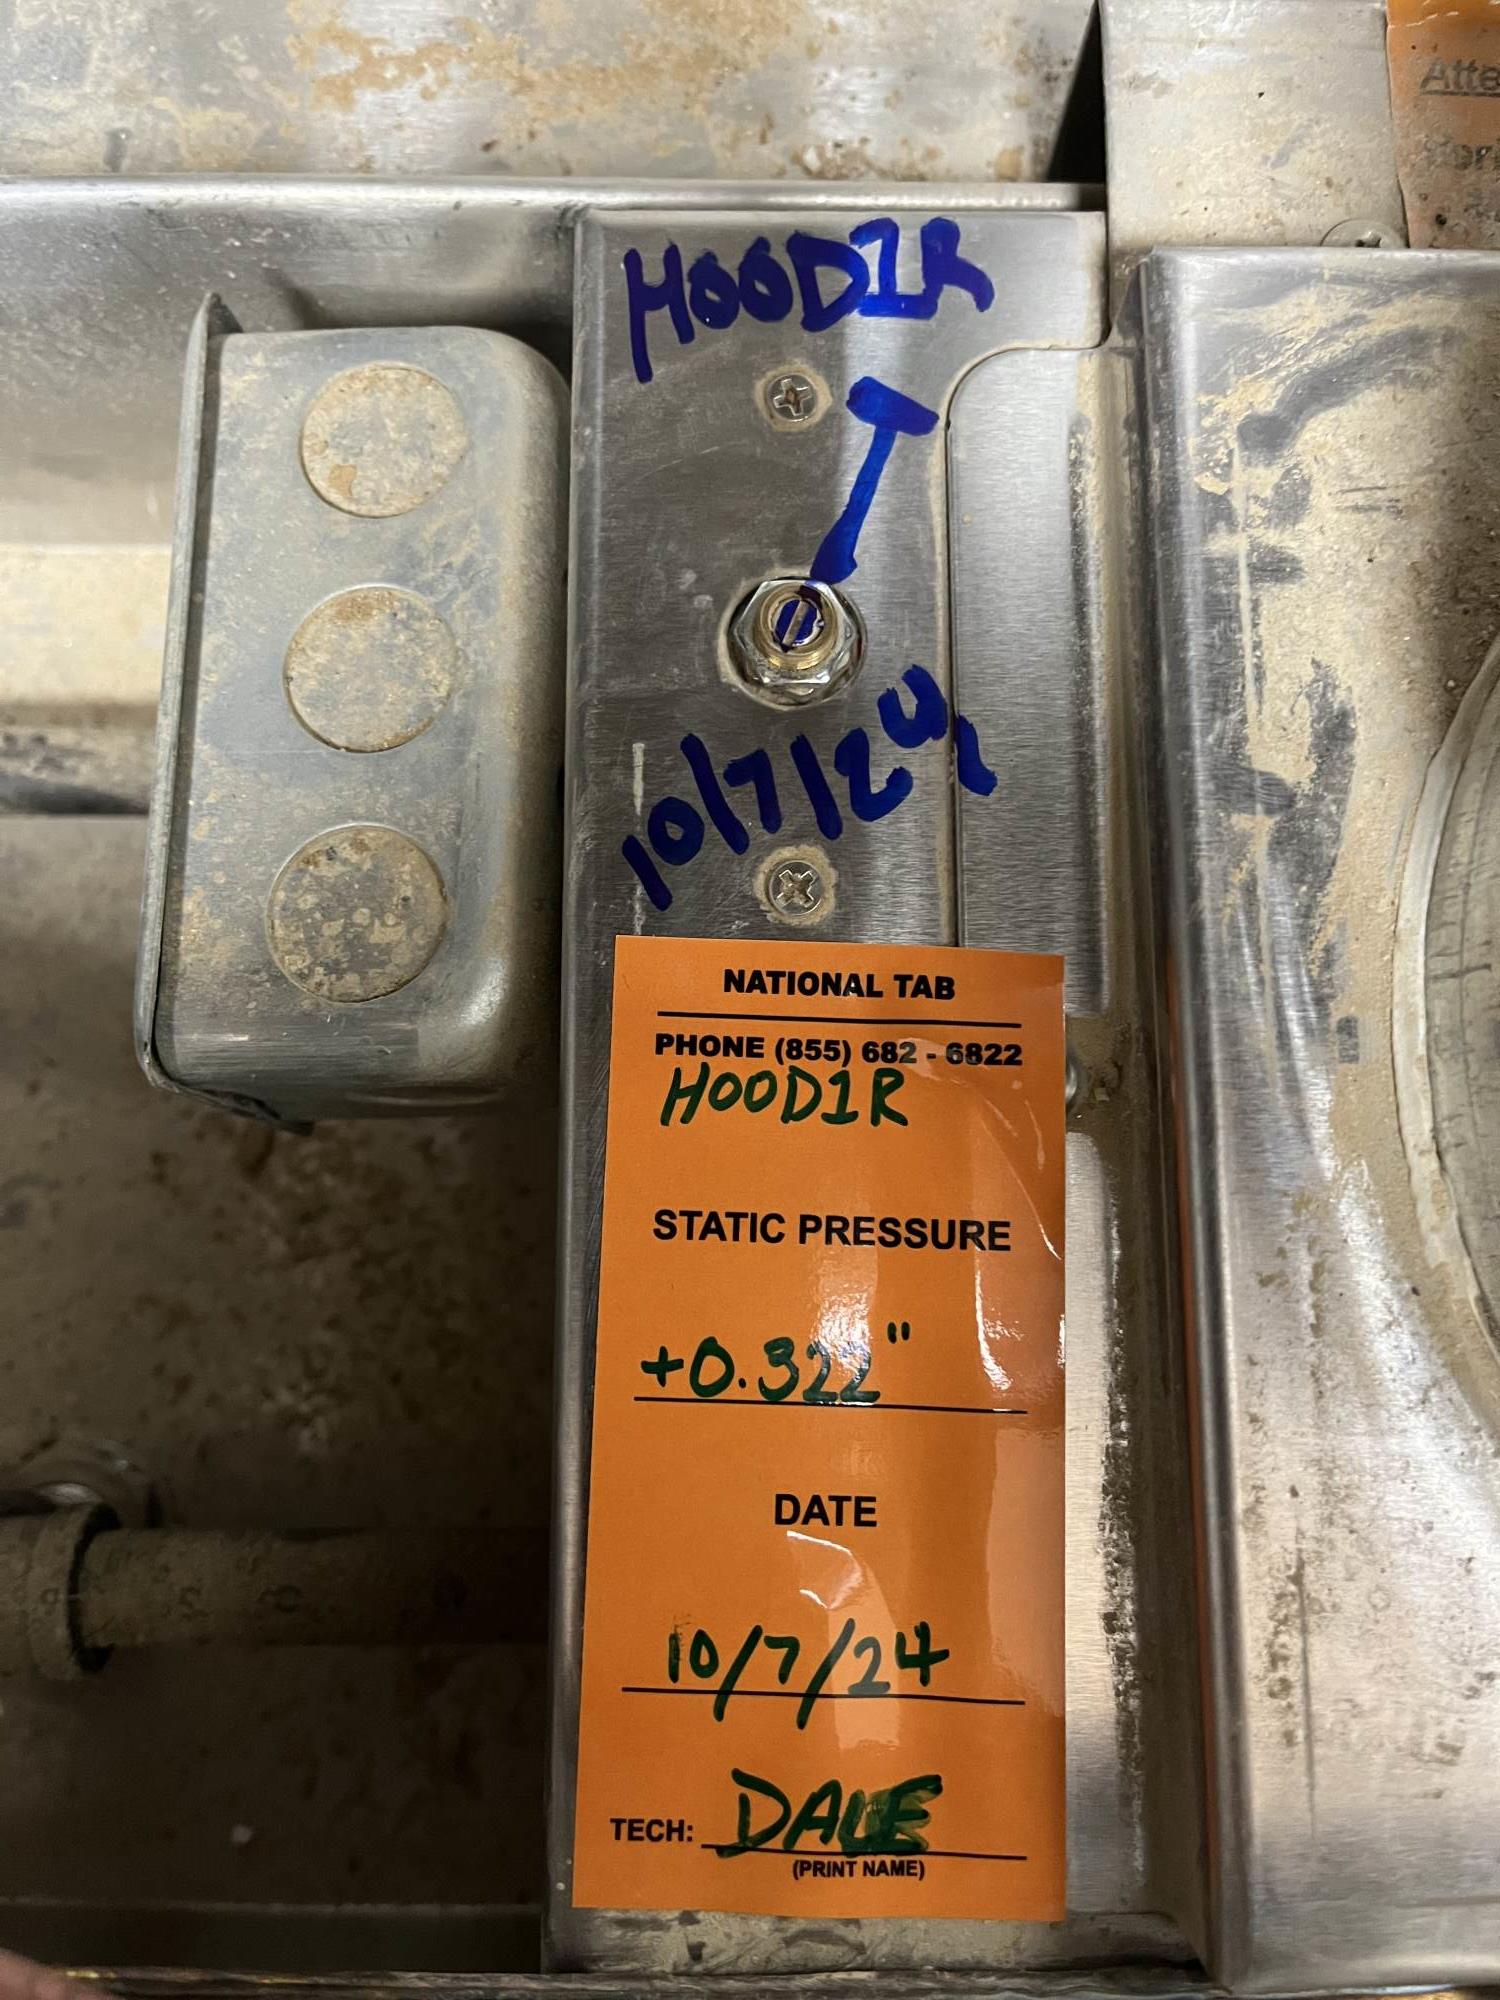 Atte
HOOD1R
10/7/24
NATIONAL TAB
PHONE (855) 682 - 6822
HOOD1R
STATIC PRESSURE
+0.322"
DATE
10/7/24
TECH: DALE
(PRINT NAME)